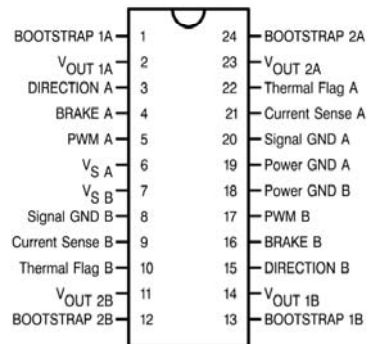 BOOTSTRAP 1A 1 24 BOOTSTRAP 2A
VOUT 1A 2 23 VOUT 2A
DIRECTION A 3 22 Thermal Flag A
BRAKE A 4 21 Current Sense A
PWM A 5 20 Signal GND A
VS A 6 19 Power GND A
VS B 7 18 Power GND B
Signal GND B 8 17 PWM B
Current Sense B 9 16 BRAKE B
Thermal Flag B 10 15 DIRECTION B
VOUT 2B 11 14 VOUT 1B
BOOTSTRAP 2B 12 13 BOOTSTRAP 1B